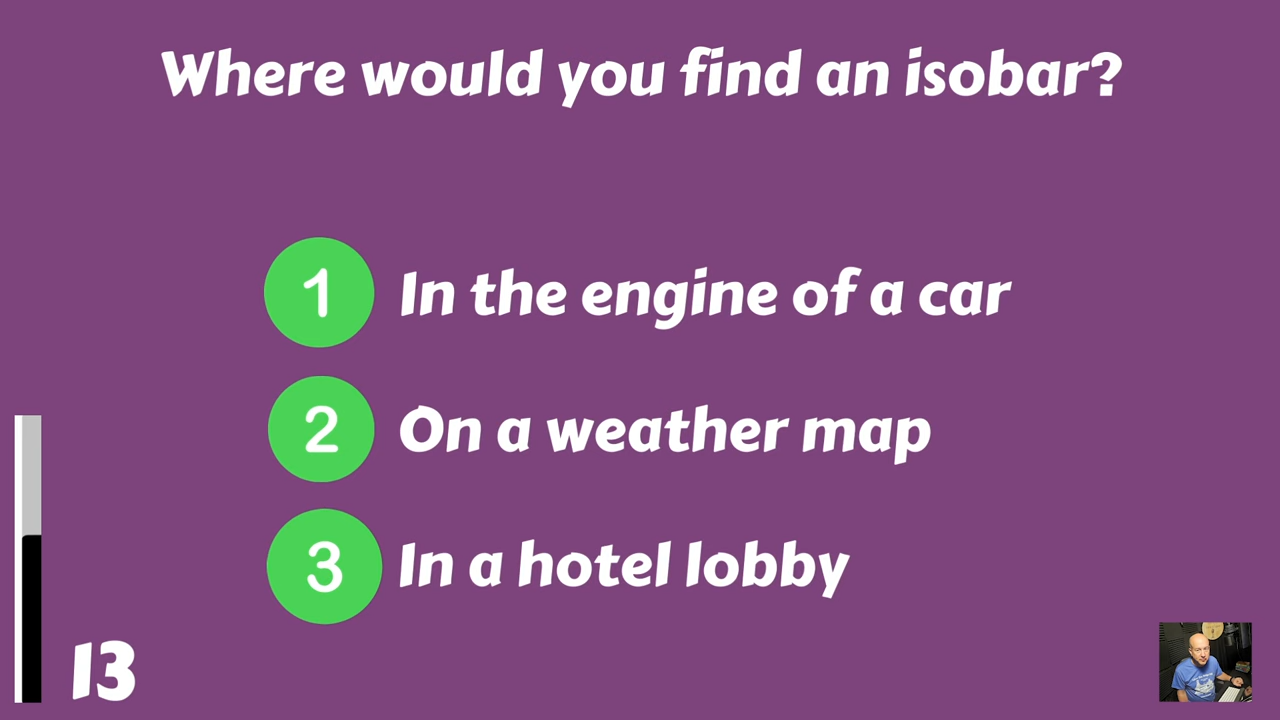 Where would you find an isobar?
1 In the engine of a car
2 On a weather map
3 In a hotel lobby
13